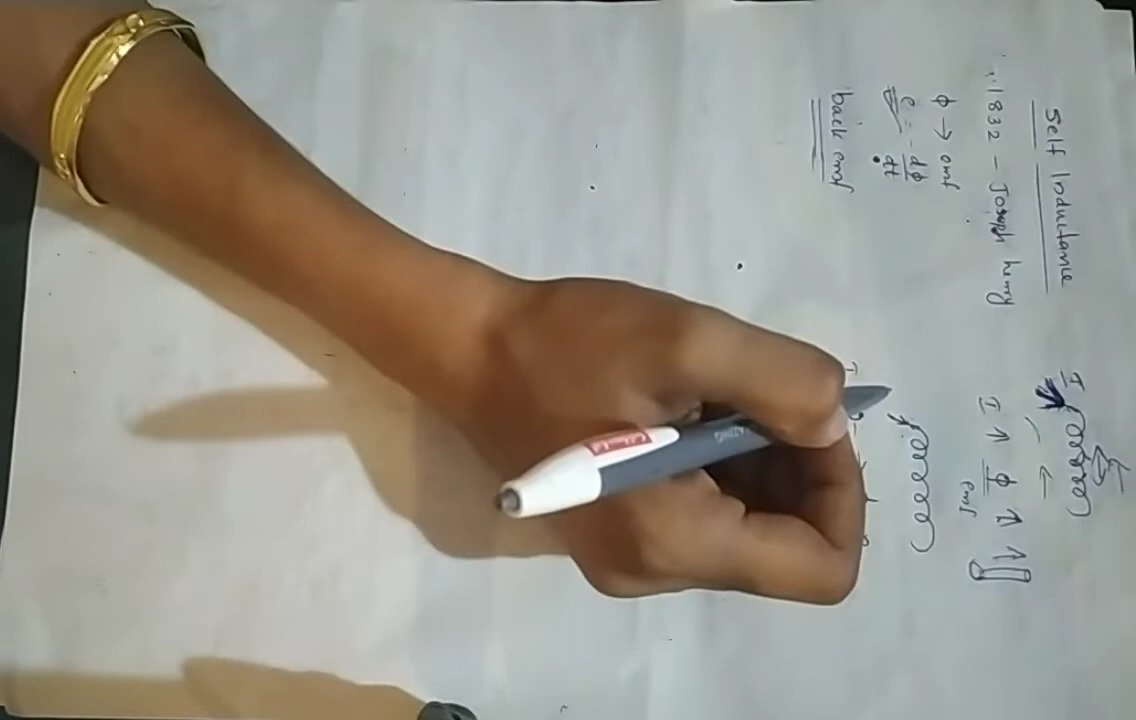 Self Inductance
1832 - Joseph henry
ϕ → emf
e = - dϕ
dt
back emf
I
I ↑ ϕ ↑ ↑
emf